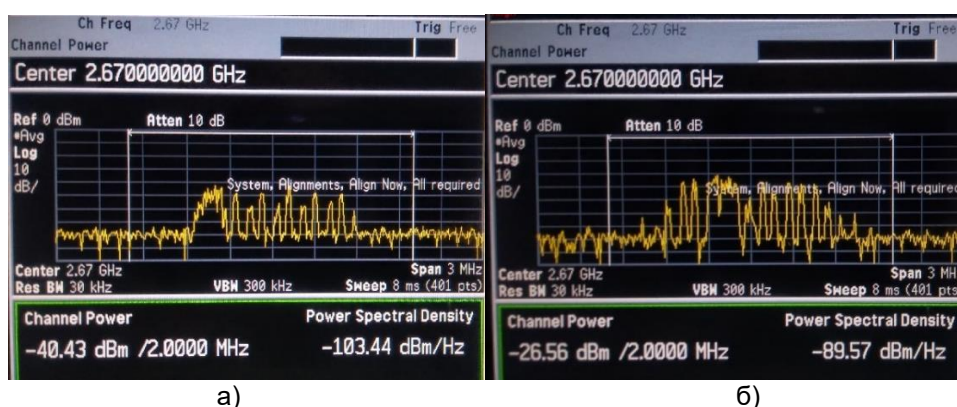 Ch Freq 2.67 GHz Trig Free
Channel Power
Center 2.670000000 GHz
Ref 0 dBm Atten 10 dB
*Avg
Log
10
dB/
System, Alignments, Align Now, All required
Center 2.67 GHz Span 3 MHz
Res BW 30 kHz VBW 300 kHz Sweep 8 ms (401 pts)
Channel Power Power Spectral Density
-40.43 dBm /2.0000 MHz -103.44 dBm/Hz
а)
Ch Freq 2.67 GHz Trig Free
Channel Power
Center 2.670000000 GHz
Ref 0 dBm Atten 10 dB
*Avg
Log
10
dB/
System, Alignments, Align Now, All required
Center 2.67 GHz Span 3 MH
Res BW 30 kHz VBW 300 kHz Sweep 8 ms (401 pts
Channel Power Power Spectral Density
-26.56 dBm /2.0000 MHz -89.57 dBm/Hz
б)